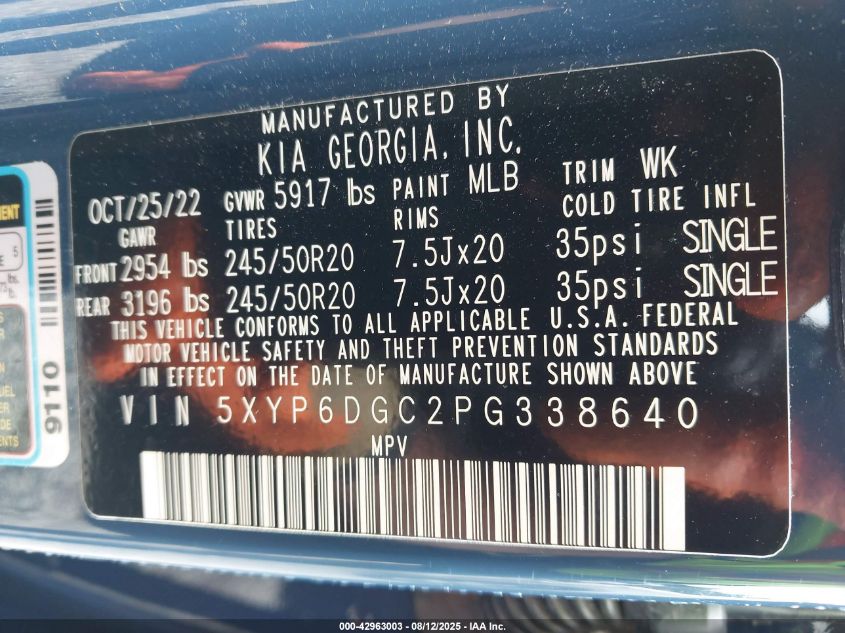 MANUFACTURED BY
KIA GEORGIA, INC.
OCT/25/22 GVWR 5917 lbs PAINT MLB TRIM WK
GAWR TIRES RIMS COLD TIRE INFL
FRONT 2954 lbs 245/50R20 7.5Jx20 35psi SINGLE
REAR 3196 lbs 245/50R20 7.5Jx20 35psi SINGLE
THIS VEHICLE CONFORMS TO ALL APPLICABLE U.S.A. FEDERAL
MOTOR VEHICLE SAFETY AND THEFT PREVENTION STANDARDS
IN EFFECT ON THE DATE OF MANUFACTURE SHOWN ABOVE
VIN 5XYP6DGC2PG338640
MPV
9110
5
000-42963003 - 08/12/2025 - IAA Inc.